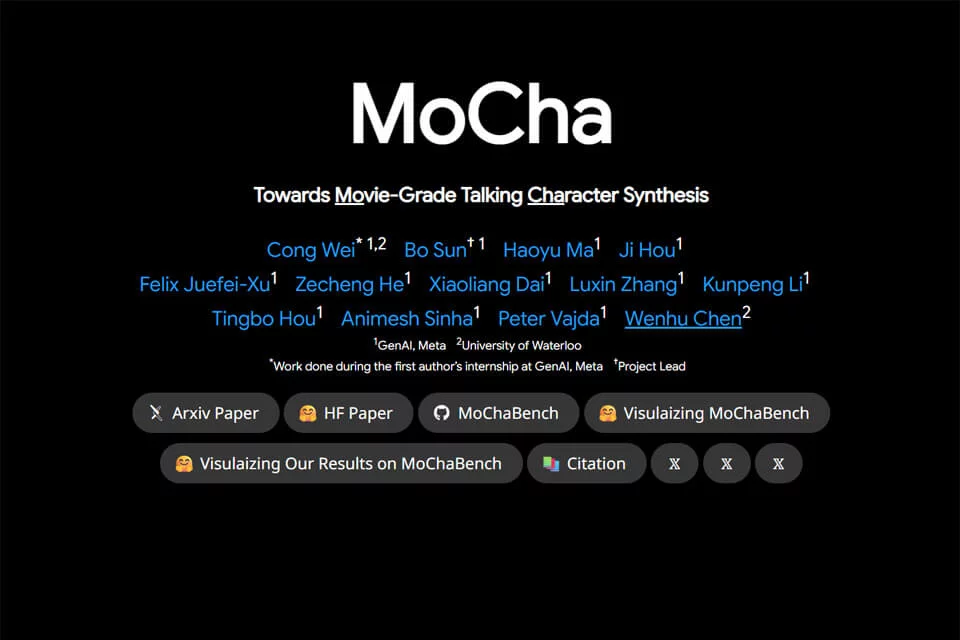 MoCha
Towards Movie-Grade Talking Character Synthesis
Cong Wei* 1,2 Bo Sun† 1 Haoyu Ma1 Ji Hou1
Felix Juefei-Xu1 Zecheng He1 Xiaoliang Dai1 Luxin Zhang1 Kunpeng Li1
Tingbo Hou1 Animesh Sinha1 Peter Vajda1 Wenhu Chen2
1GenAI, Meta 2University of Waterloo
*Work done during the first author's internship at GenAI, Meta †Project Lead
Arxiv Paper HF Paper MoChaBench Visulaizing MoChaBench
Visulaizing Our Results on MoChaBench Citation 𝕏 𝕏 𝕏